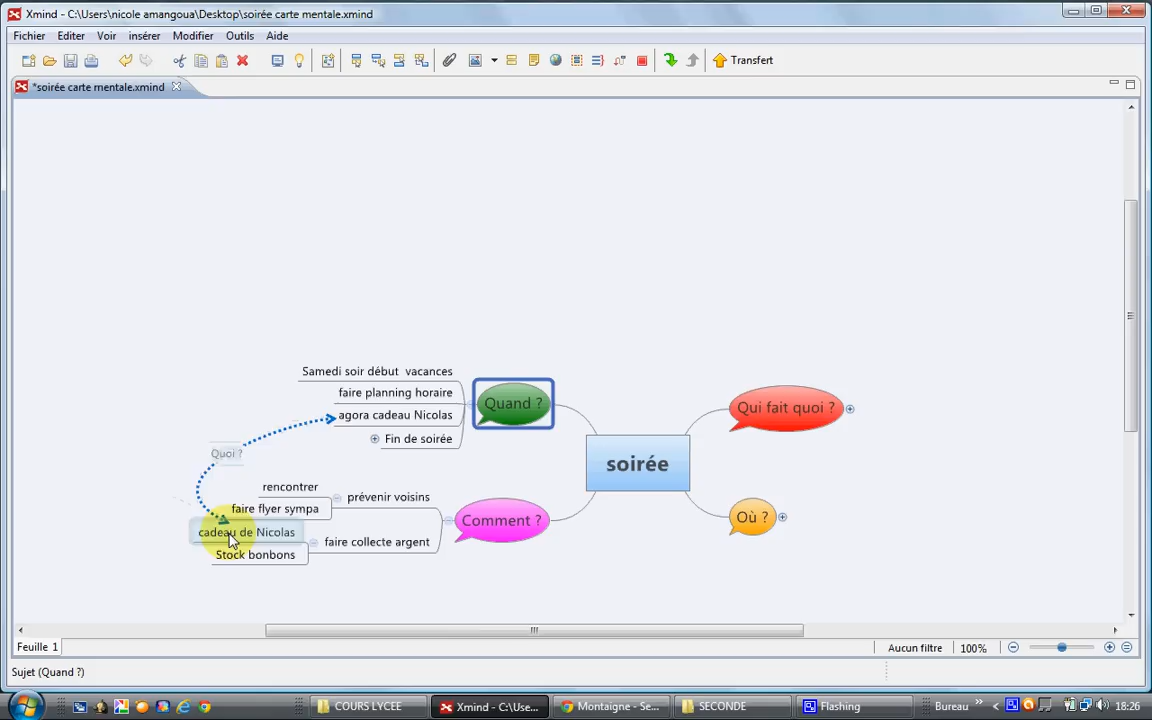 Xmind - C:\Users\nicole amangoua\Desktop\soirée carte mentale.xmind
Fichier Editer Voir insérer Modifier Outils Aide
Transfert
*soirée carte mentale.xmind
Samedi soir début vacances
faire planning horaire
agora cadeau Nicolas
Fin de soirée
Quand ?
Qui fait quoi ?
Quoi ?
soirée
rencontrer
prévenir voisins
faire flyer sympa
Comment ?
Où ?
cadeau de Nicolas
faire collecte argent
Stock bonbons
Feuille 1
Aucun filtre 100%
Sujet (Quand ?)
COURS LYCEE
Xmind - C:\Use...
Montaigne - Se...
SECONDE
Flashing
Bureau
18:26